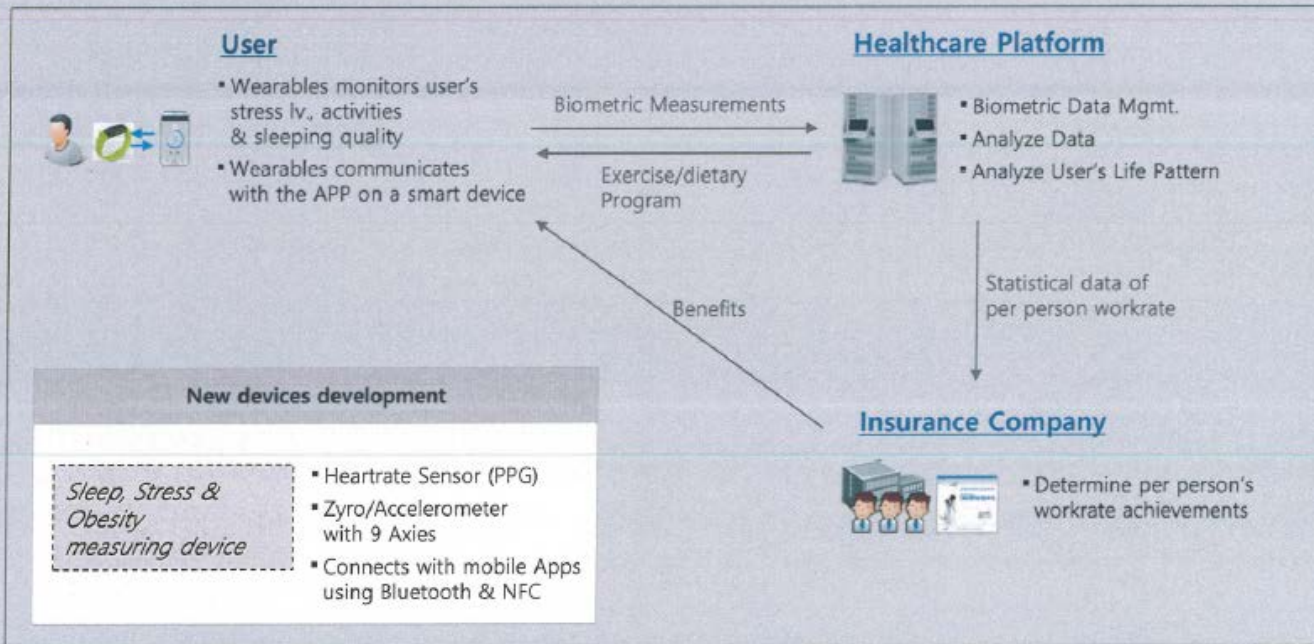 User
▪ Wearables monitors user's
stress lv., activities
& sleeping quality
▪ Wearables communicates
with the APP on a smart device
Biometric Measurements
Exercise/dietary
Program
Healthcare Platform
▪ Biometric Data Mgmt.
▪ Analyze Data
▪ Analyze User's Life Pattern
Statistical data of
per person workrate
Benefits
New devices development
Sleep, Stress &
Obesity
measuring device
▪ Heartrate Sensor (PPG)
▪ Zyro/Accelerometer
with 9 Axies
▪ Connects with mobile Apps
using Bluetooth & NFC
Insurance Company
▪ Determine per person's
workrate achievements